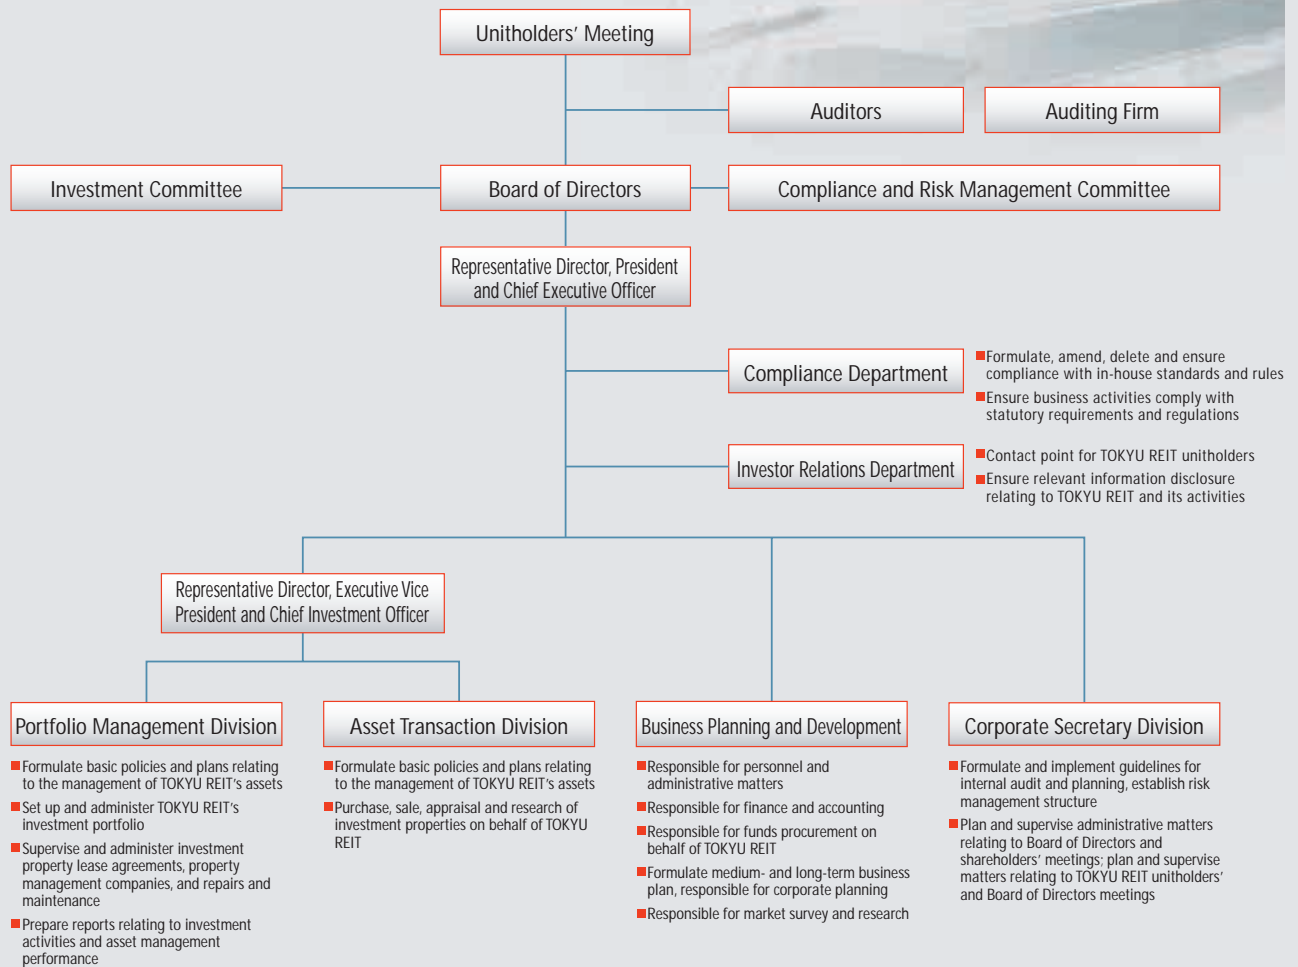 Unitholders' Meeting
Auditors
Auditing Firm
Investment Committee
Board of Directors
Compliance and Risk Management Committee
Representative Director, President
and Chief Executive Officer
Compliance Department
Formulate, amend, delete and ensure
compliance with in-house standards and rules
Ensure business activities comply with
statutory requirements and regulations
Investor Relations Department
Contact point for TOKYU REIT unitholders
Ensure relevant information disclosure
relating to TOKYU REIT and its activities
Representative Director, Executive Vice
President and Chief Investment Officer
Portfolio Management Division
Formulate basic policies and plans relating
to the management of TOKYU REIT's assets
Set up and administer TOKYU REIT's
investment portfolio
Supervise and administer investment
property lease agreements, property
management companies, and repairs and
maintenance
Prepare reports relating to investment
activities and asset management
performance
Asset Transaction Division
Formulate basic policies and plans relating
to the management of TOKYU REIT's assets
Purchase, sale, appraisal and research of
investment properties on behalf of TOKYU
REIT
Business Planning and Development
Responsible for personnel and
administrative matters
Responsible for finance and accounting
Responsible for funds procurement on
behalf of TOKYU REIT
Formulate medium- and long-term business
plan, responsible for corporate planning
Responsible for market survey and research
Corporate Secretary Division
Formulate and implement guidelines for
internal audit and planning, establish risk
management structure
Plan and supervise administrative matters
relating to Board of Directors and
shareholders' meetings; plan and supervise
matters relating to TOKYU REIT unitholders'
and Board of Directors meetings